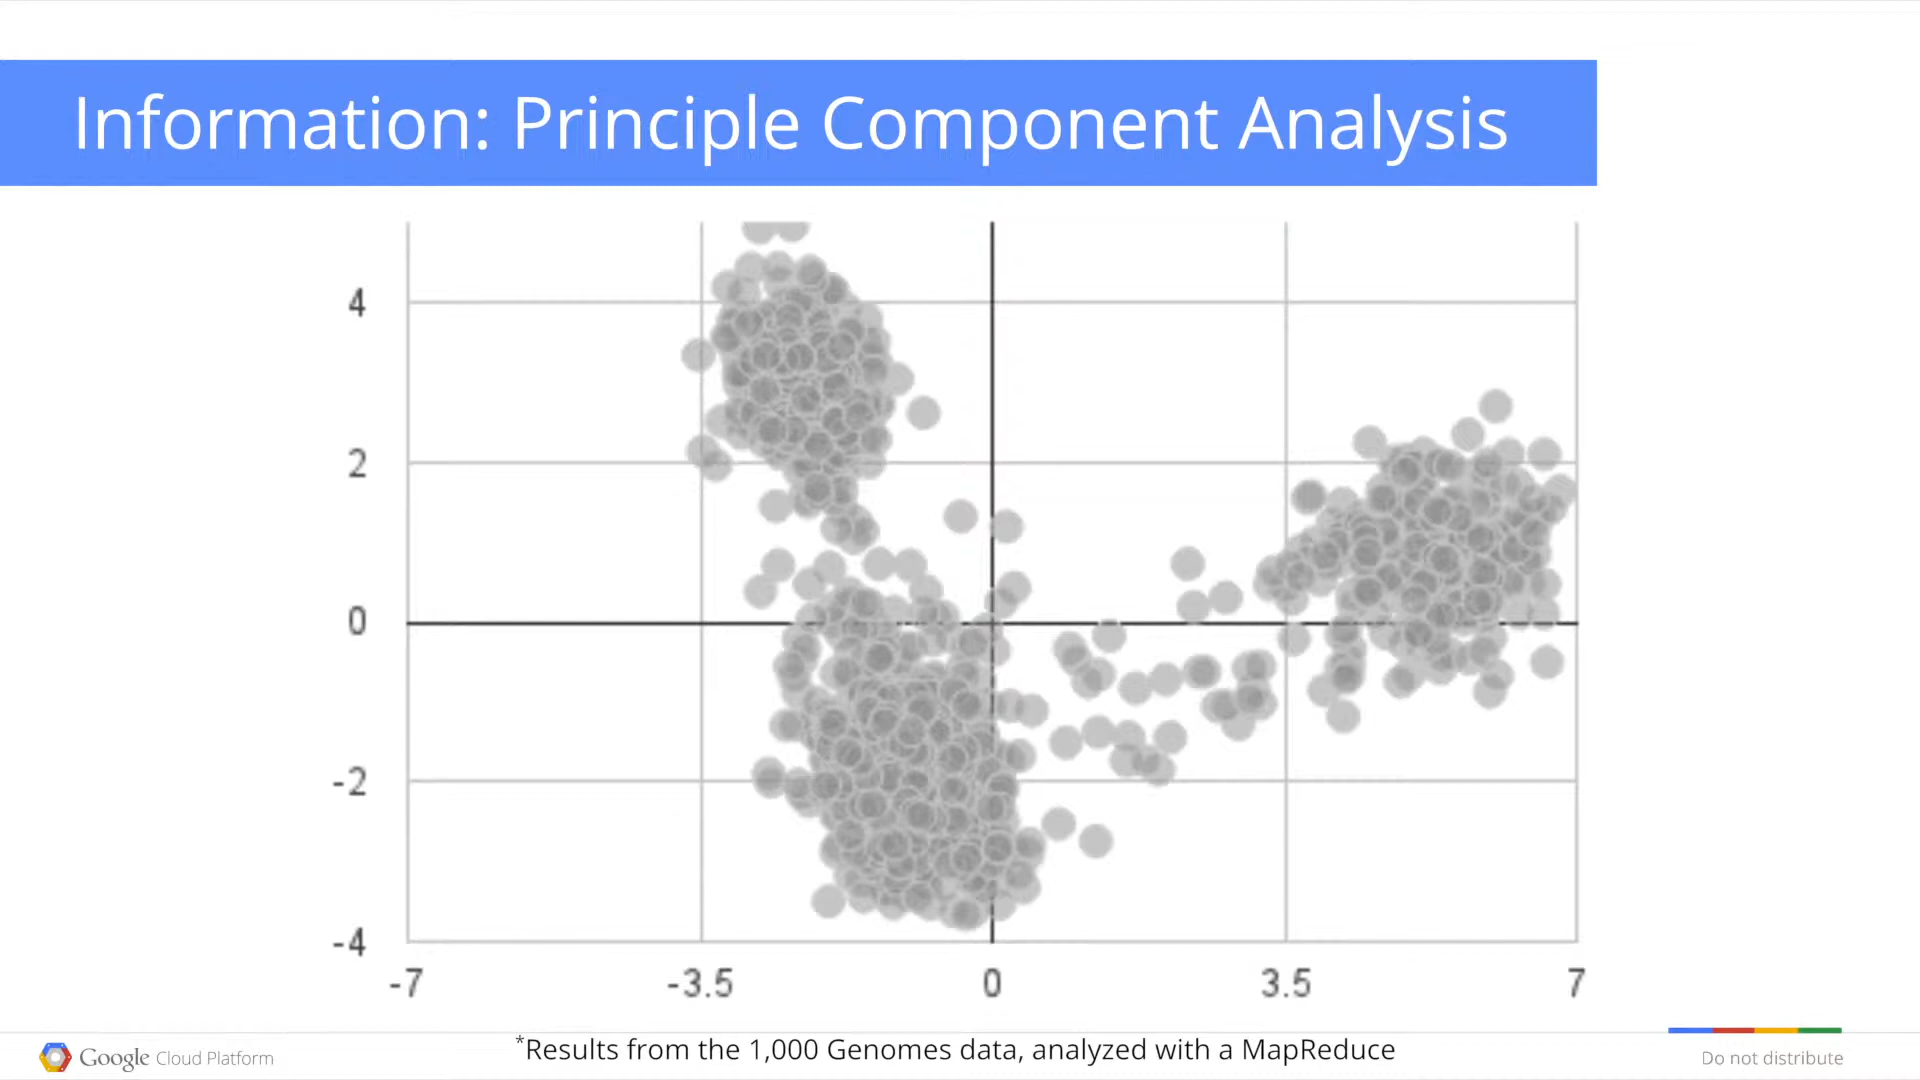 Information: Principle Component Analysis
4
2
0
-2
-4
-7 -3.5 0 3.5 7
*Results from the 1,000 Genomes data, analyzed with a MapReduce
Google Cloud Platform
Do not distribute